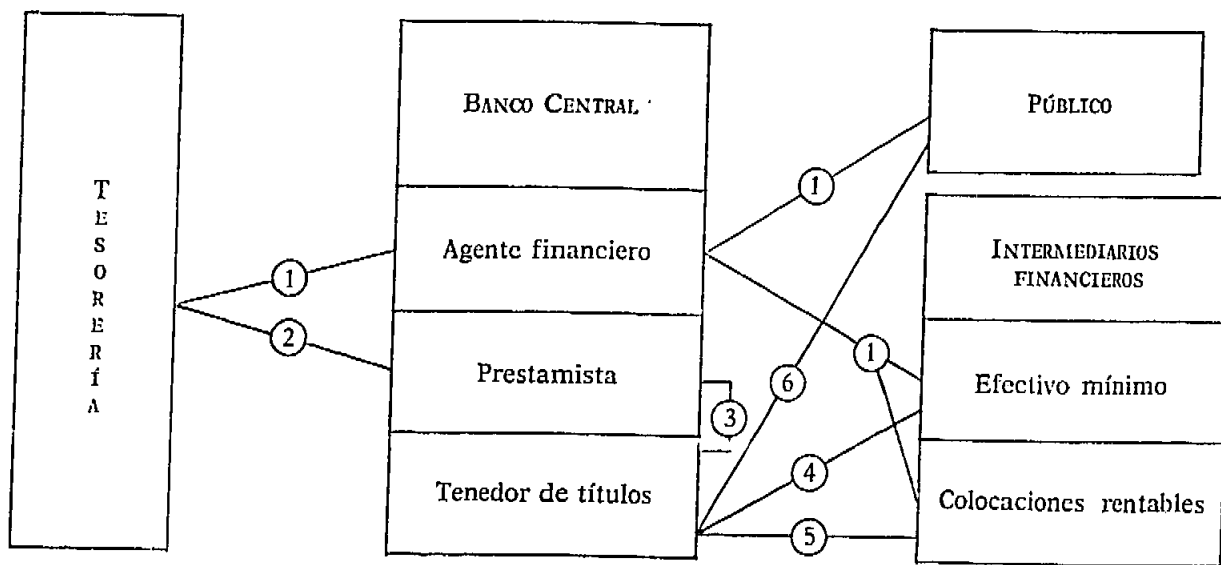 TESORERÍA
BANCO CENTRAL
Agente financiero
Prestamista
Tenedor de títulos
PÚBLICO
INTERMEDIARIOS
FINANCIEROS
Efectivo mínimo
Colocaciones rentables
1
2
1
1
3
6
4
5